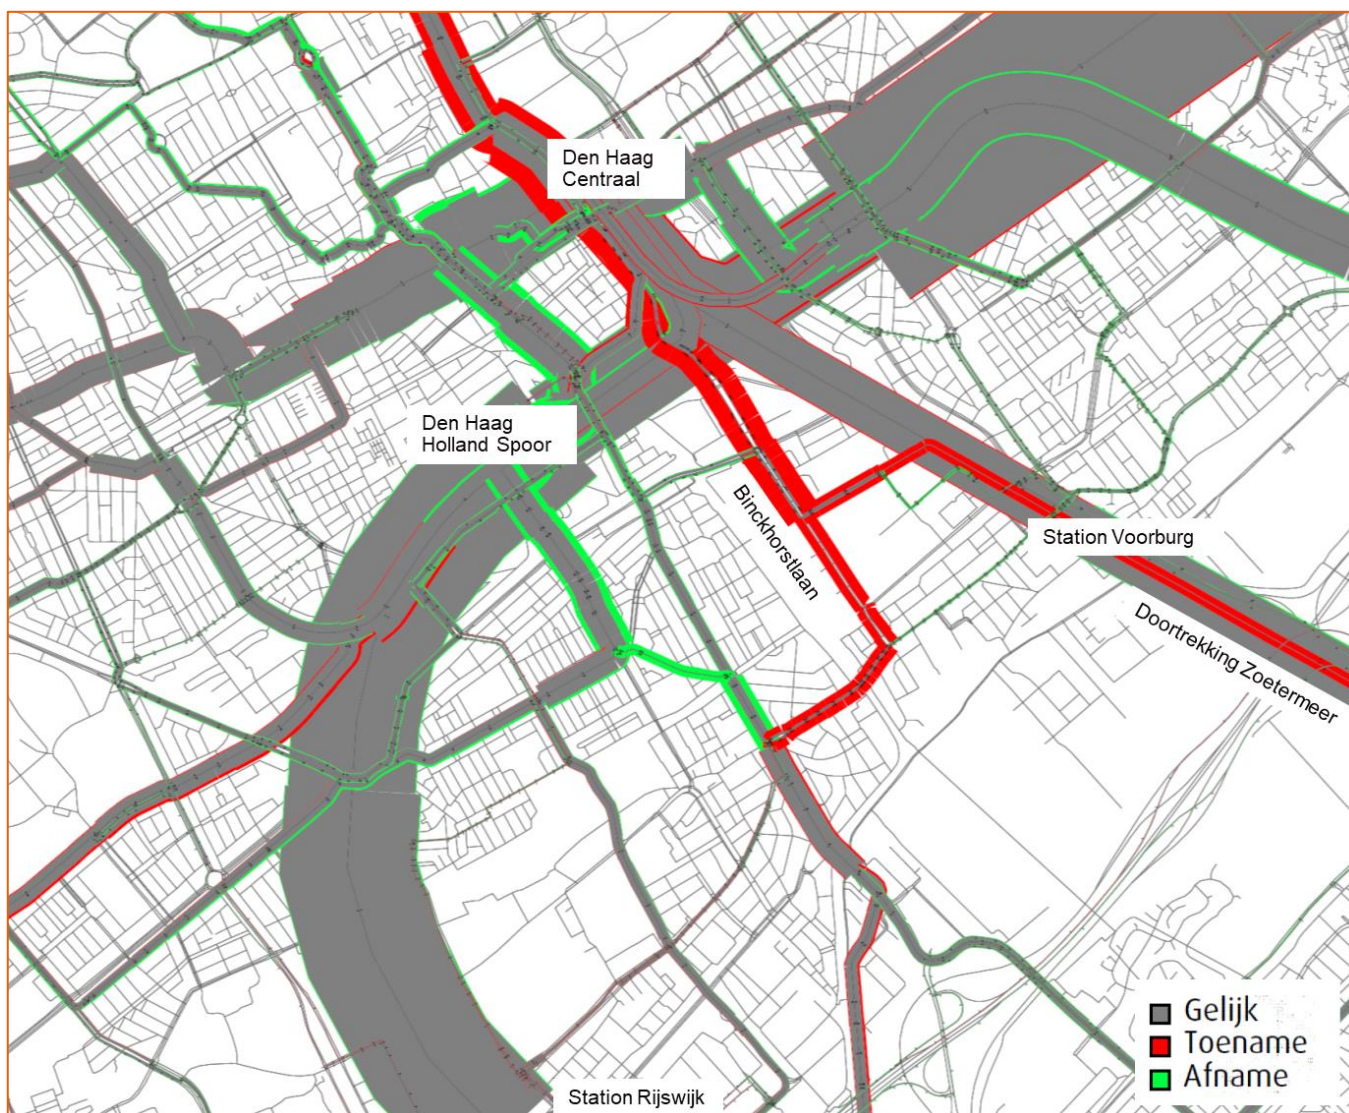 Den Haag
Centraal
Den Haag
Holland Spoor
Binckhorstlaan
Station Voorburg
Doortrekking Zoetermeer
Station Rijswijk
Gelijk
Toename
Afname